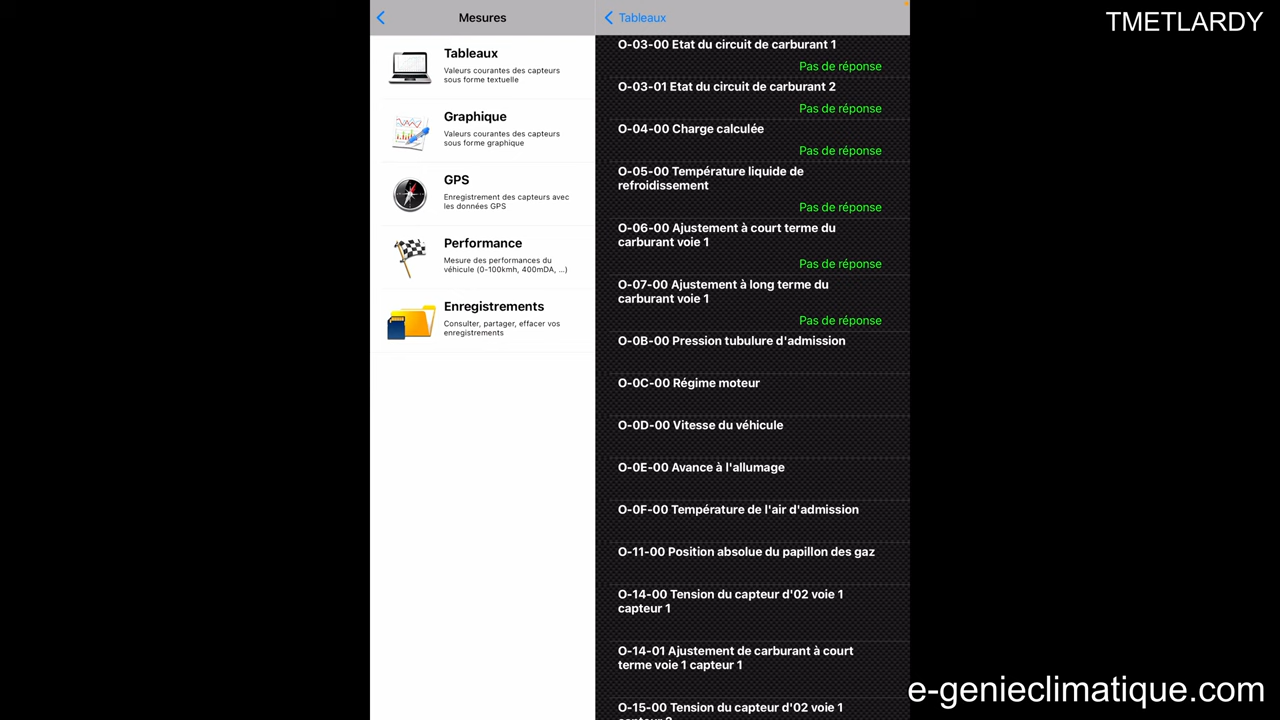 TMETLARDY
Mesures
Tableaux
Valeurs courantes des capteurs
sous forme textuelle
Graphique
Valeurs courantes des capteurs
sous forme graphique
GPS
Enregistrement des capteurs avec
les données GPS
Performance
Mesure des performances du
véhicule (0-100kmh, 400mDA, ...)
Enregistrements
Consulter, partager, effacer vos
enregistrements
Tableaux
O-03-00 Etat du circuit de carburant 1
Pas de réponse
O-03-01 Etat du circuit de carburant 2
Pas de réponse
O-04-00 Charge calculée
Pas de réponse
O-05-00 Température liquide de
refroidissement
Pas de réponse
O-06-00 Ajustement à court terme du
carburant voie 1
Pas de réponse
O-07-00 Ajustement à long terme du
carburant voie 1
Pas de réponse
O-0B-00 Pression tubulure d'admission
O-0C-00 Régime moteur
O-0D-00 Vitesse du véhicule
O-0E-00 Avance à l'allumage
O-0F-00 Température de l'air d'admission
O-11-00 Position absolue du papillon des gaz
O-14-00 Tension du capteur d'02 voie 1
capteur 1
O-14-01 Ajustement de carburant à court
terme voie 1 capteur 1
O-15-00 Tension du capteur d'02 voie 1
e-genieclimatique.com